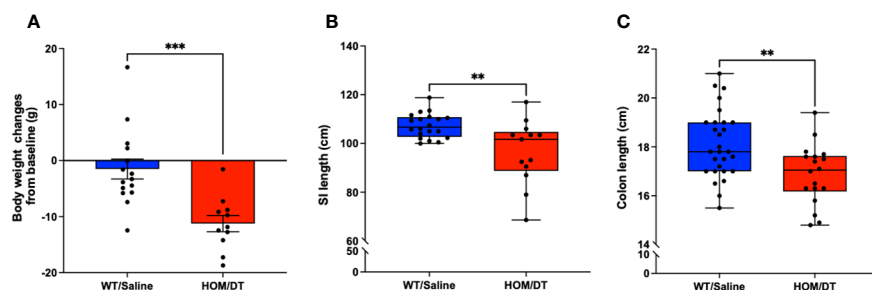 A
B
C
***
**
**
Body weight changes
from baseline (g)
20
10
0
-10
-20
WT/Saline
HOM/DT
SI length (cm)
140
120
100
80
60
50
0
WT/Saline
HOM/DT
Colon length (cm)
22
20
18
16
14
10
0
WT/Saline
HOM/DT